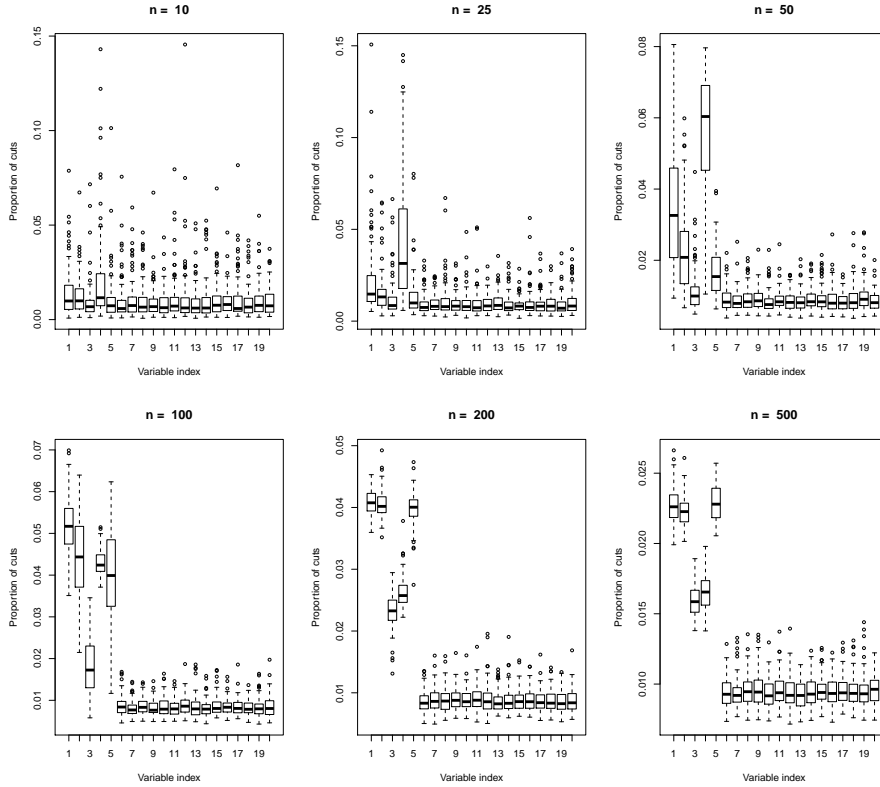 n = 10
0.15
0.10
0.05
0.00
Proportion of cuts
1 3 5 7 9 11 13 15 17 19
Variable index
n = 25
0.15
0.10
0.05
0.00
Proportion of cuts
1 3 5 7 9 11 13 15 17 19
Variable index
n = 50
0.08
0.06
0.04
0.02
Proportion of cuts
1 3 5 7 9 11 13 15 17 19
Variable index
n = 100
0.07
0.06
0.05
0.04
0.03
0.02
0.01
Proportion of cuts
1 3 5 7 9 11 13 15 17 19
Variable index
n = 200
0.05
0.04
0.03
0.02
0.01
Proportion of cuts
1 3 5 7 9 11 13 15 17 19
Variable index
n = 500
0.025
0.020
0.015
0.010
Proportion of cuts
1 3 5 7 9 11 13 15 17 19
Variable index